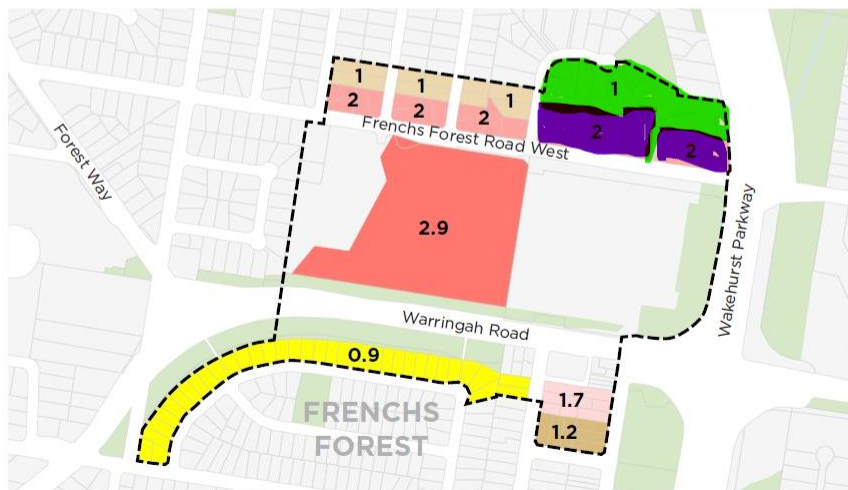 1
1
1
1
2
2
2
2
2
Frenchs Forest Road West
Forest Way
2.9
Wakehurst Parkway
Warringah Road
0.9
1.7
1.2
FRENCHS
FOREST